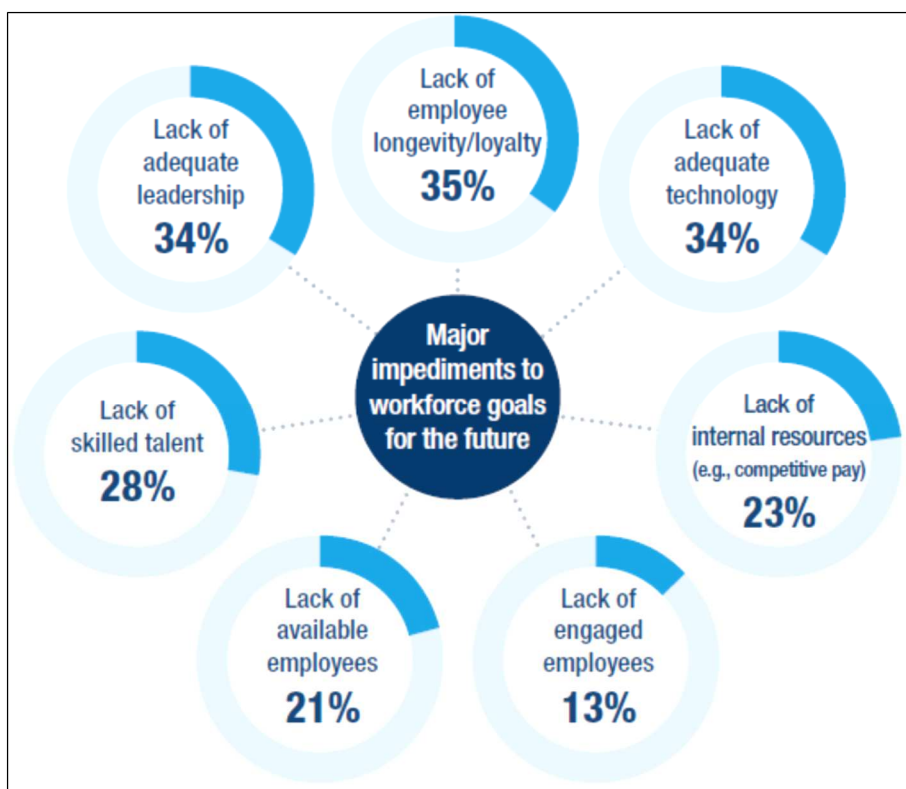 Lack of
employee
longevity/loyalty
35%
Lack of
adequate
leadership
34%
Lack of
adequate
technology
34%
Major
impediments to
workforce goals
for the future
Lack of
skilled talent
28%
Lack of
internal resources
(e.g., competitive pay)
23%
Lack of
available
employees
21%
Lack of
engaged
employees
13%